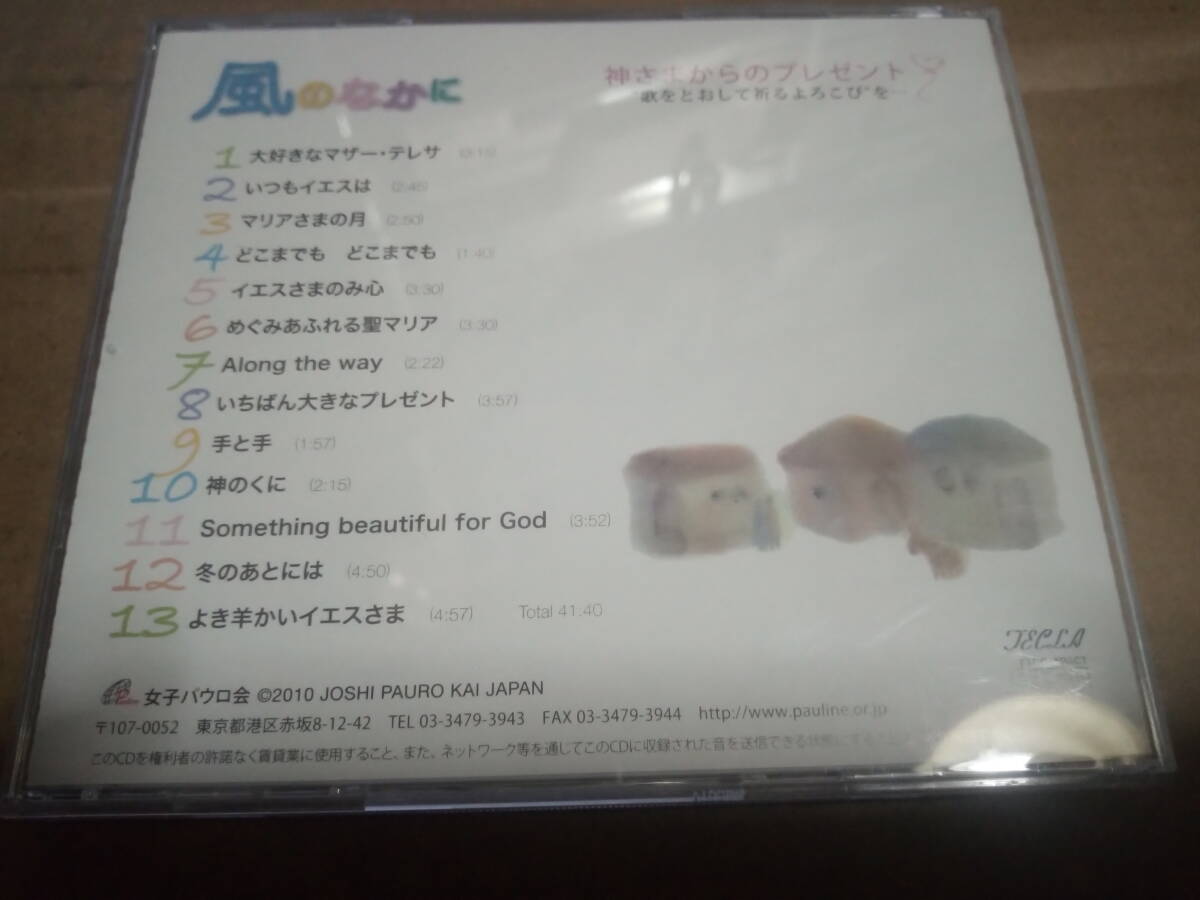 風のなかに
神さまからのプレゼント
"歌をとおして祈るよろこび"を…
1 大好きなマザー・テレサ (3:15)
2 いつもイエスは (2:45)
3 マリアさまの月 (2:50)
4 どこまでも どこまでも (1:40)
5 イエスさまのみ心 (3:30)
6 めぐみあふれる聖マリア (3:30)
7 Along the way (2:22)
8 いちばん大きなプレゼント (3:57)
9 手と手 (1:57)
10 神のくに (2:15)
11 Something beautiful for God (3:52)
12 冬のあとには (4:50)
13 よき羊かいイエスさま (4:57) Total 41:40
TECLA
女子パウロ会 ©2010 JOSHI PAURO KAI JAPAN
〒107-0052 東京都港区赤坂8-12-42 TEL 03-3479-3943 FAX 03-3479-3944 http://www.pauline.or.jp
このCDを権利者の許諾なく賃貸業に使用すること、また、ネットワーク等を通じてこのCDに収録された音を送信できる状態にすること